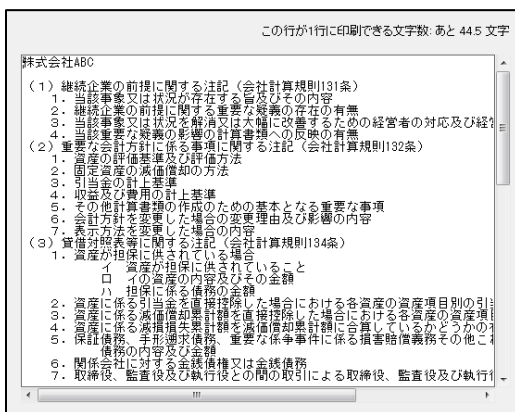 この行が1行に印刷できる文字数: あと 44.5 文字
株式会社ABC
(1)継続企業の前提に関する注記(会社計算規則131条)
1. 当該事象又は状況が存在する旨及びその内容
2. 継続企業の前提に関する重要な疑義の存在の有無
3. 当該事象又は状況を解消又は大幅に改善するための経営者の対応及び経
4. 当該重要な疑義の影響の計算書類への反映の有無
(2)重要な会計方針に係る事項に関する注記(会社計算規則132条)
1. 資産の評価基準及び評価方法
2. 固定資産の減価償却の方法
3. 引当金の計上基準
4. 収益及び費用の計上基準
5. その他計算書類の作成のための基本となる重要な事項
6. 会計方針を変更した場合の変更理由及び影響の内容
7. 表示方法を変更した場合の内容
(3)貸借対照表等に関する注記(会社計算規則134条)
1. 資産が担保に供されている場合
イ 資産が担保に供されていること
ロ イの資産の内容及びその金額
ハ 担保に係る債務の金額
2. 資産に係る引当金を直接控除した場合における各資産の資産項目別の引
3. 資産に係る減価償却累計額を直接控除した場合における各資産の資産項
4. 資産に係る減損損失累計額を減価償却累計額に合算しているかどうかの
5. 保証債務、手形遡求債務、重要な係争事件に係る損害賠償義務その他こ
債務の内容及び金額
6. 関係会社に対する金銭債権又は金銭債務
7. 取締役、監査役及び執行役との間の取引による取締役、監査役及び執行